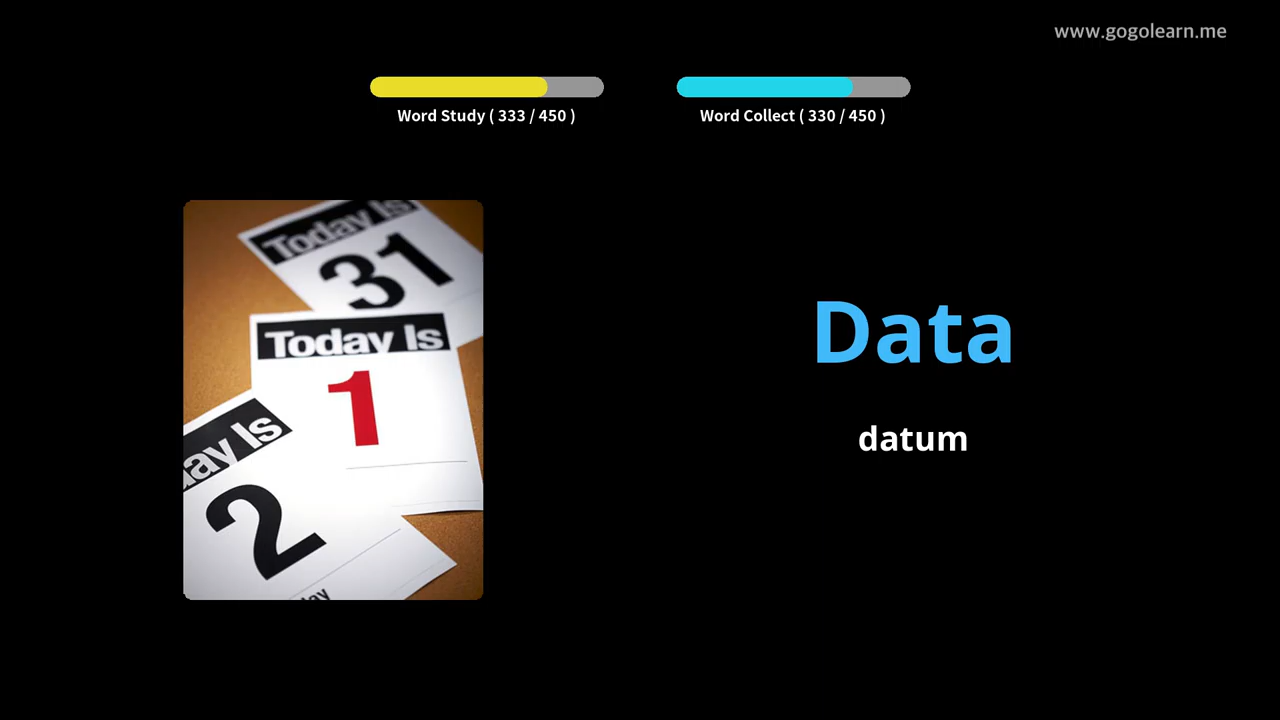 www.gogolearn.me
Word Study ( 333 / 450 )
Word Collect ( 330 / 450 )
Today Is
31
Today Is
1
ay Is
2
Data
datum